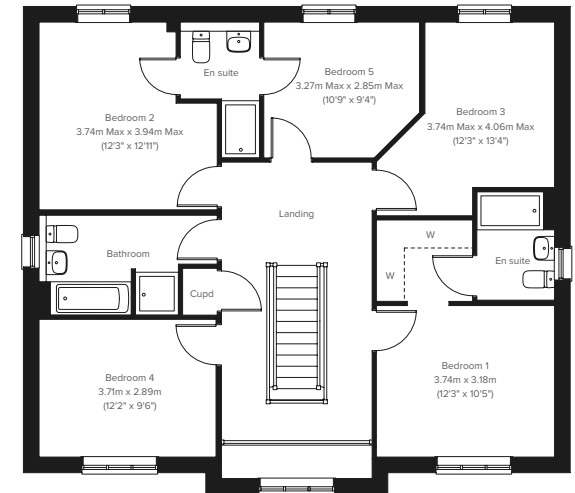 En suite
Bedroom 5
3.27m Max x 2.85m Max
(10'9" x 9'4")
Bedroom 2
3.74m Max x 3.94m Max
(12'3" x 12'11")
Bedroom 3
3.74m Max x 4.06m Max
(12'3" x 13'4")
Landing
W
Bathroom
En suite
W
Cupd
Bedroom 4
3.71m x 2.89m
(12'2" x 9'6")
Bedroom 1
3.74m x 3.18m
(12'3" x 10'5")